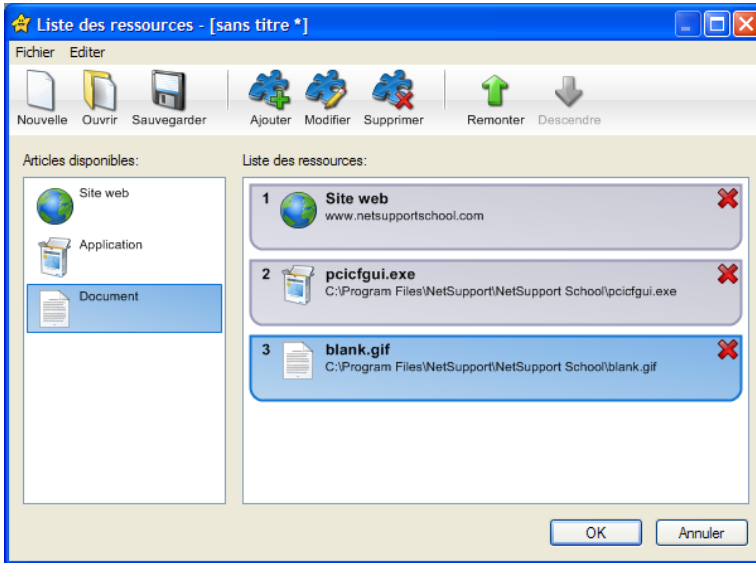 Liste des ressources - [sans titre *]
Fichier Editer
Nouvelle Ouvrir Sauvegarder Ajouter Modifier Supprimer Remonter Descendre
Articles disponibles:
Site web
Application
Document
Liste des ressources:
1 Site web
www.netsupportschool.com
2 pcicfgui.exe
C:\Program Files\NetSupport\NetSupport School\pcicfgui.exe
3 blank.gif
C:\Program Files\NetSupport\NetSupport School\blank.gif
OK Annuler